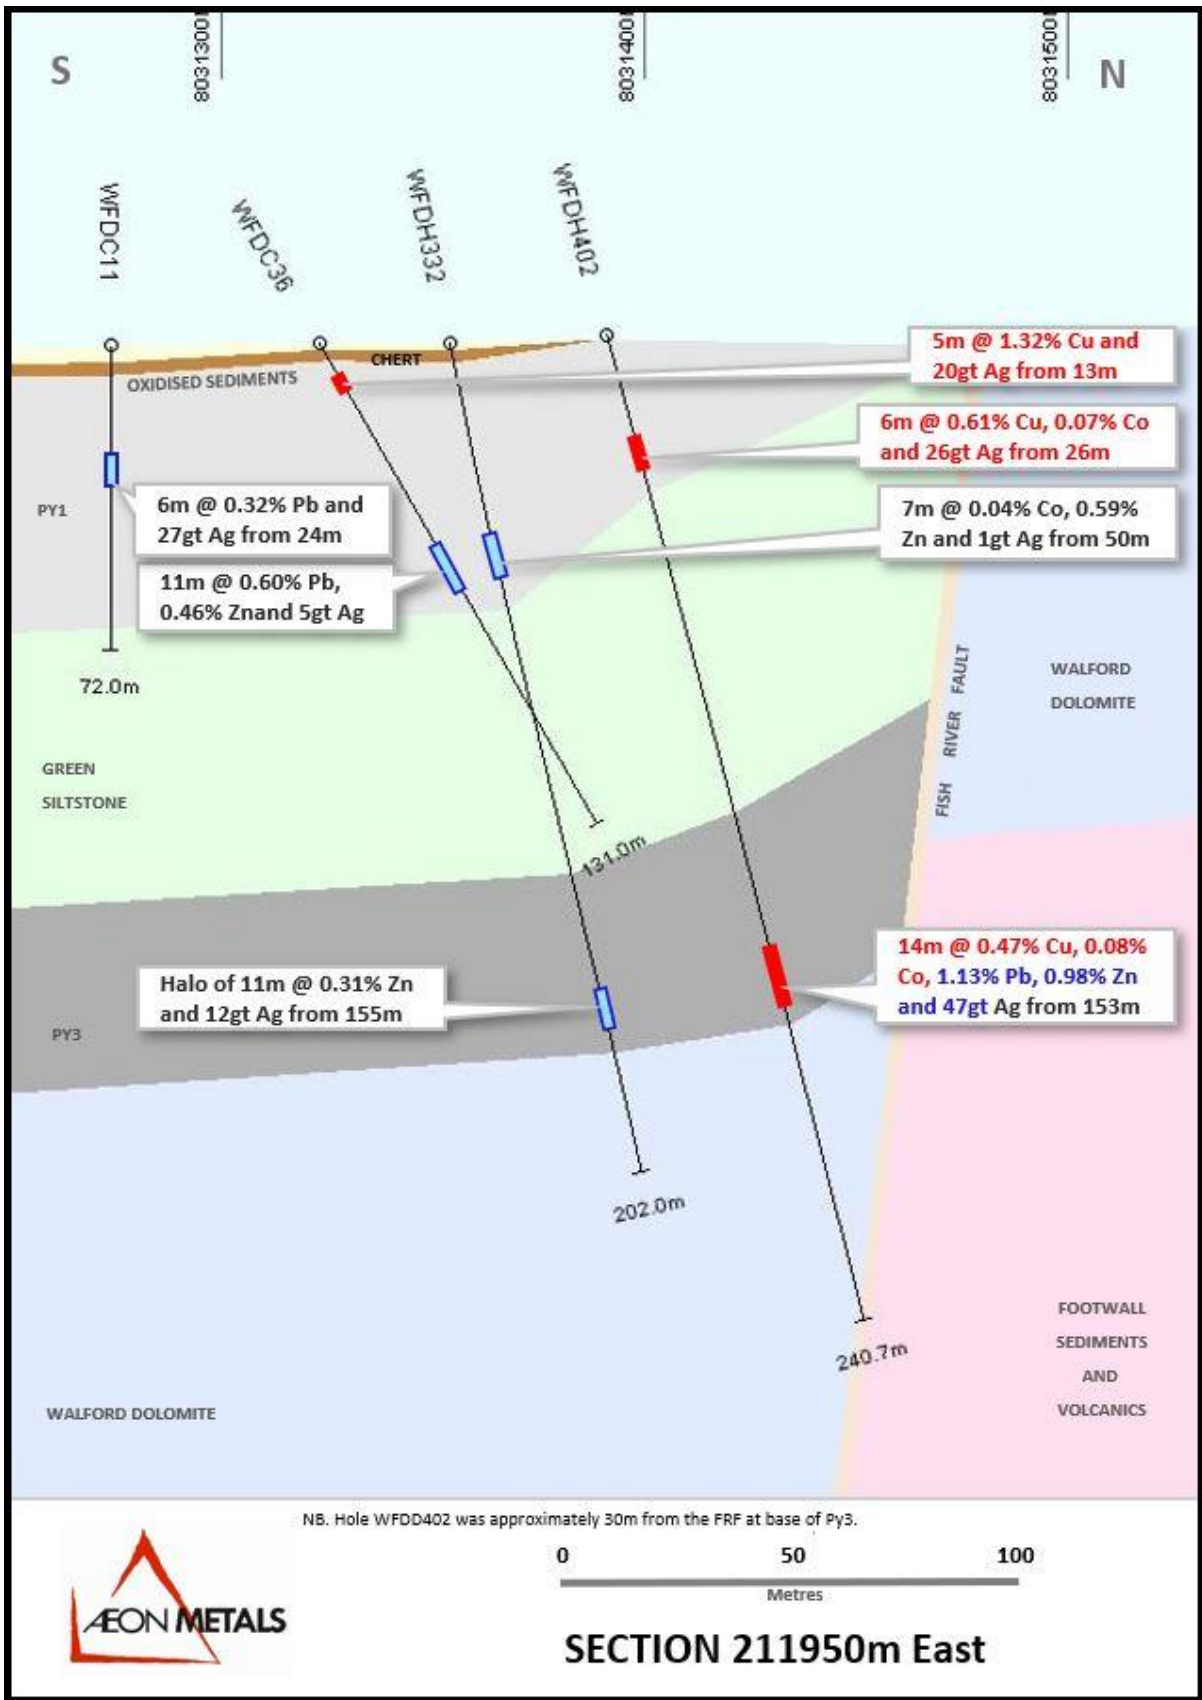 S
803130
803140
803150
N
WFDC11
WFDC36
WFDH332
WFDH402
CHERT
OXIDISED SEDIMENTS
5m @ 1.32% Cu and
20gt Ag from 13m
6m @ 0.61% Cu, 0.07% Co
and 26gt Ag from 26m
PY1
6m @ 0.32% Pb and
27gt Ag from 24m
7m @ 0.04% Co, 0.59%
Zn and 1gt Ag from 50m
11m @ 0.60% Pb,
0.46% Znand 5gt Ag
72.0m
FISH RIVER FAULT
WALFORD
DOLOMITE
GREEN
SILTSTONE
131.0m
14m @ 0.47% Cu, 0.08%
Co, 1.13% Pb, 0.98% Zn
and 47gt Ag from 153m
Halo of 11m @ 0.31% Zn
and 12gt Ag from 155m
PY3
202.0m
240.7m
FOOTWALL
SEDIMENTS
AND
VOLCANICS
WALFORD DOLOMITE
NB. Hole WFDD402 was approximately 30m from the FRF at base of Py3.
0 50 100
Metres
ÆON METALS
SECTION 211950m East